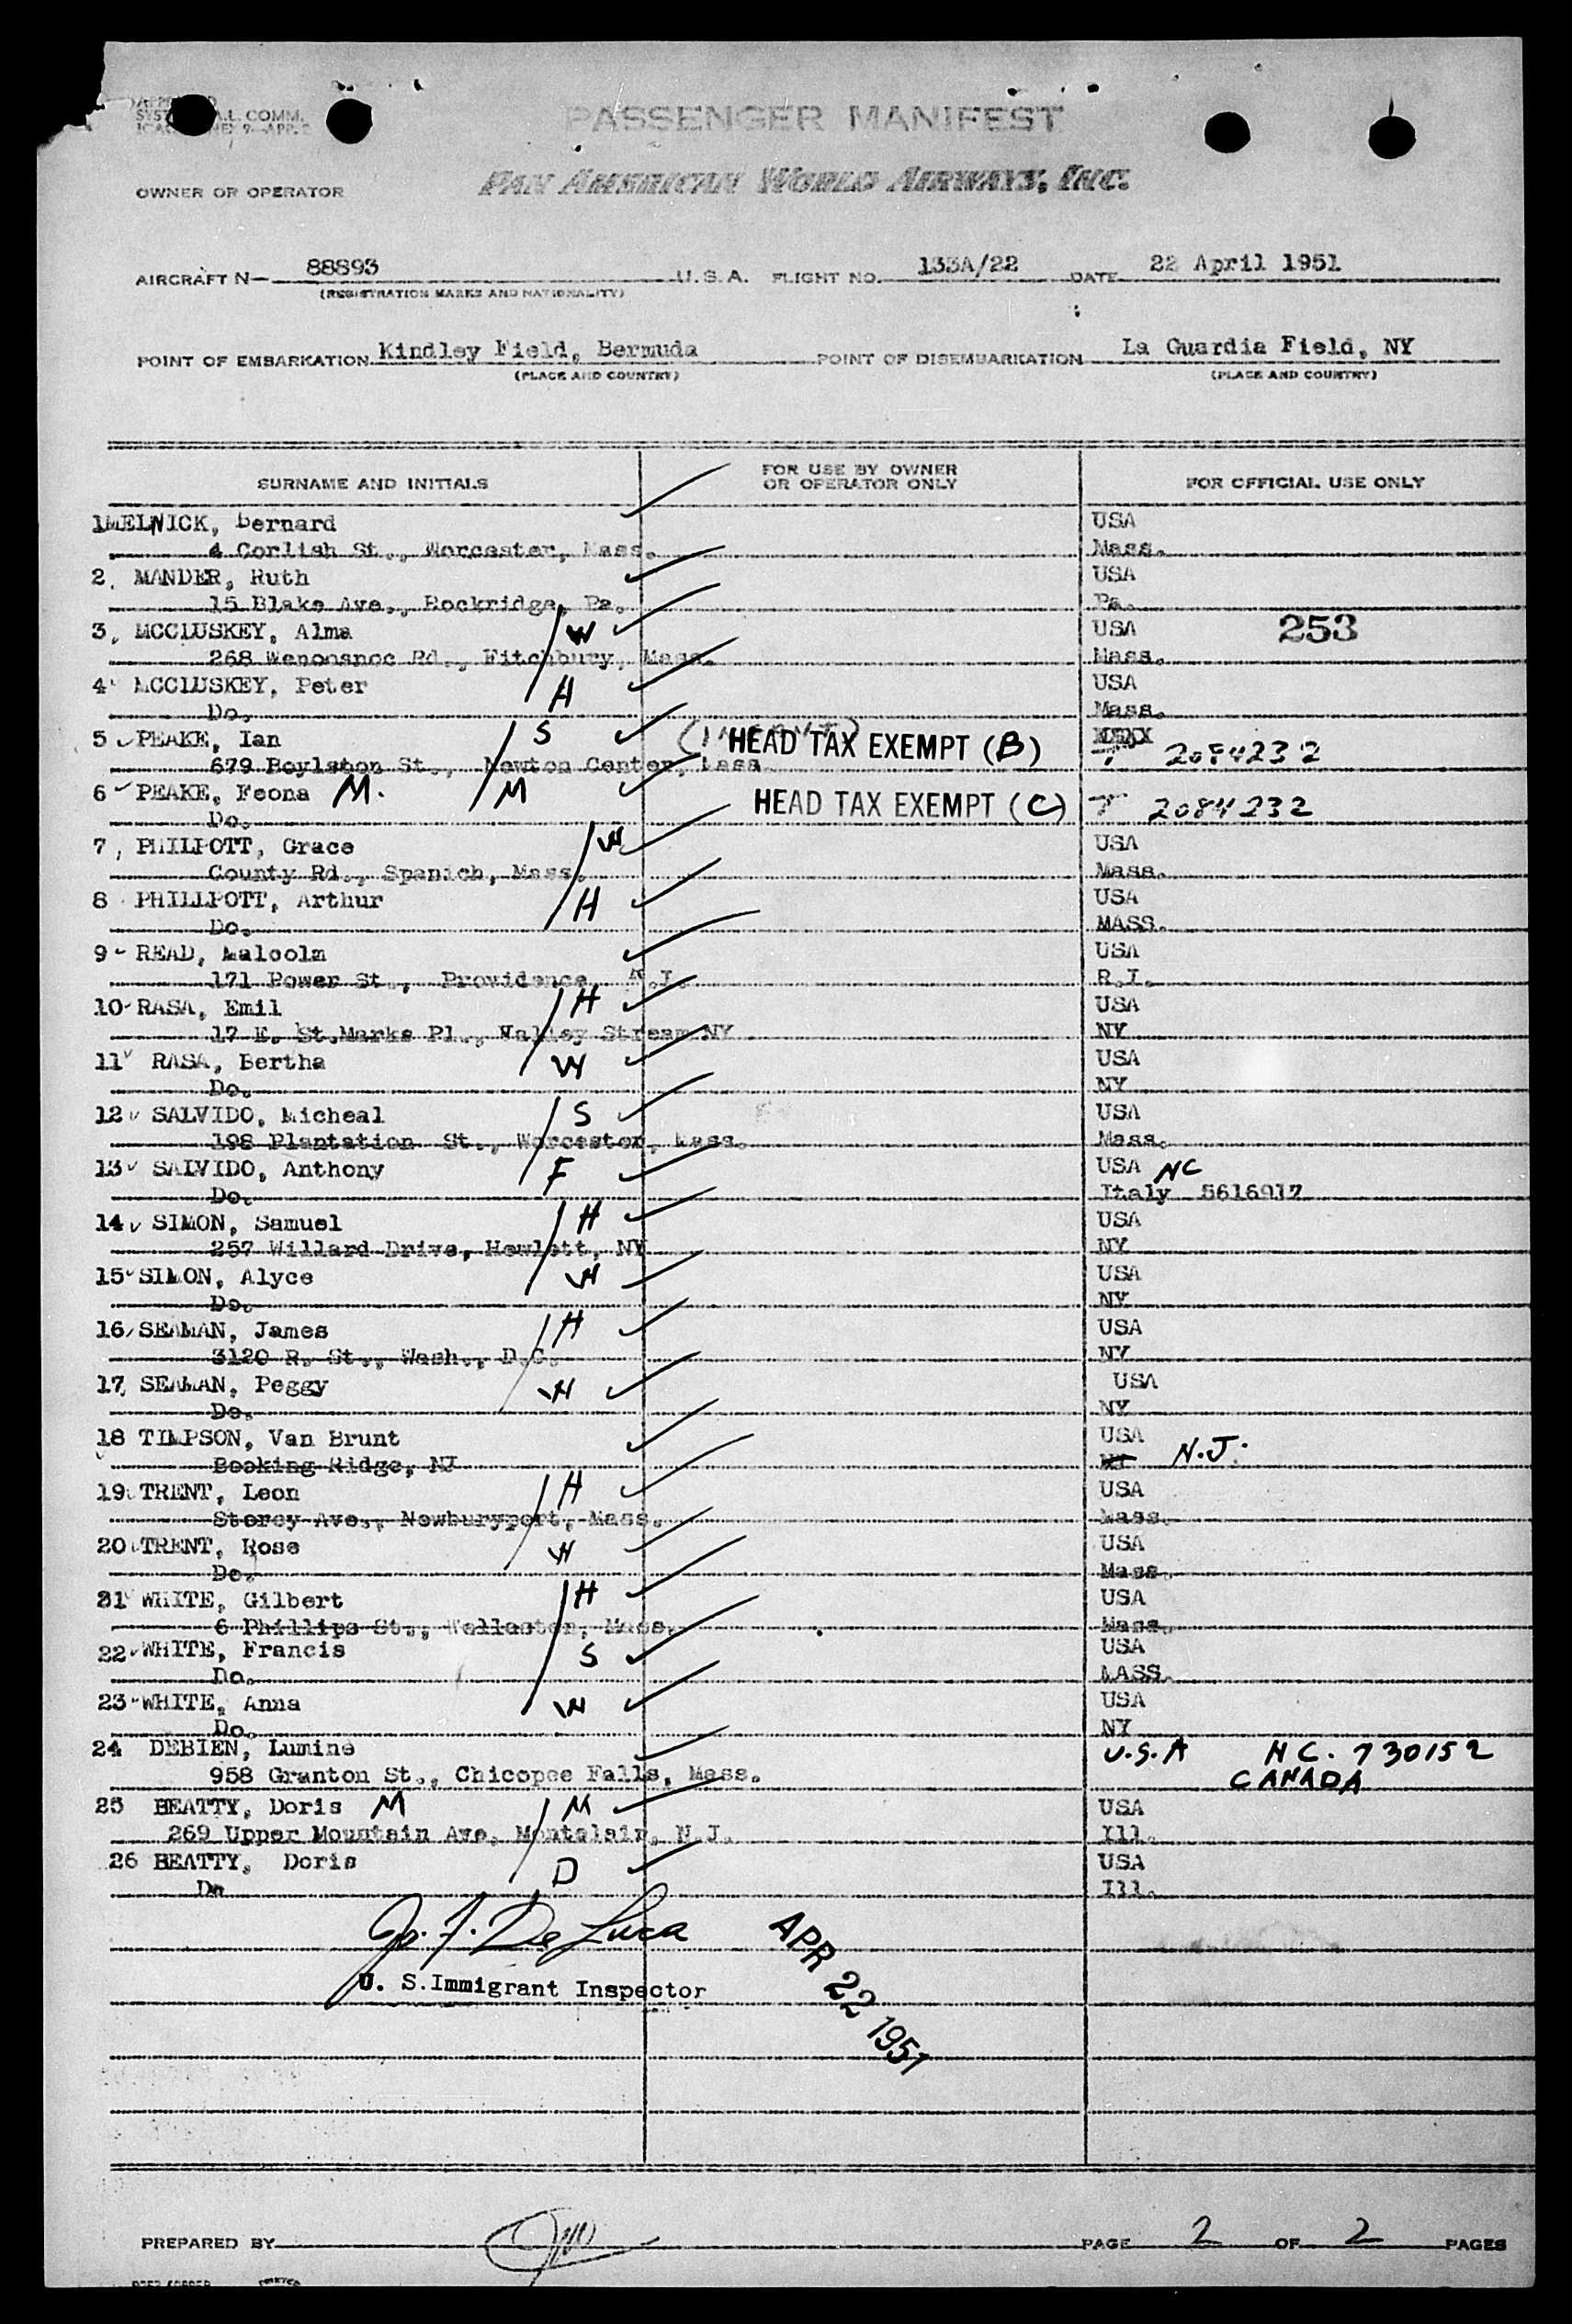 PASSENGER MANIFEST
PAN AMERICAN WORLD AIRWAYS, INC.
OWNER OR OPERATOR
AIRCRAFT N— 88893 U. S. A. FLIGHT NO. 133A/22 DATE 22 April 1951
(REGISTRATION MARKS AND NATIONALITY)
POINT OF EMBARKATION Kindley Field, Bermuda POINT OF DISEMBARKATION La Guardia Field, NY
(PLACE AND COUNTRY) (PLACE AND COUNTRY)
SURNAME AND INITIALS FOR USE BY OWNER OR OPERATOR ONLY FOR OFFICIAL USE ONLY
1 MELNICK, Bernard USA
4 Corlish St., Worcester, Mass. Mass.
2. MANDER, Ruth USA
15 Blake Ave., Rockridge, Pa. Pa.
3, MCCLUSKEY, Alma W USA 253
268 Wenoosnoc Rd., Fitchbury, Mass. Mass.
4 MCCLUSKEY, Peter H USA
Do. Mass.
5 PEAKE, Ian S (INFANT) HEAD TAX EXEMPT (B)
679 Boylston St., Newton Center, Mass. T 2084232
6 PEAKE, Feona M. M HEAD TAX EXEMPT (C) T 2084232
Do.
7, PHILPOTT, Grace W USA
County Rd., Spanich, Mass. Mass.
8 PHILLPOTT, Arthur H USA
Do. MASS.
9 READ, Malcolm USA
171 Power St., Providence, R.I. R.I.
10 RASA, Emil H USA
17 E. St.Marks Pl., Valley Stream NY NY
11 RASA, Bertha W USA
Do. NY
12 SALVIDO, Micheal S USA
198 Plantation St., Worcester, Mass. Mass.
13 SALVIDO, Anthony F USA NC
Do. Italy 5616917
14 SIMON, Samuel H USA
257 Willard Drive, Hewlett, NY NY
15 SIMON, Alyce W USA
Do. NY
16 SEAMAN, James H USA
3120 R. St., Wash., D.C. NY
17, SEAMAN, Peggy W USA
Do. NY
18 TIMPSON, Van Brunt USA
Booking Ridge, NJ N.J.
19 TRENT, Leon H USA
Storey Ave., Newburyport, Mass. Mass.
20 TRENT, Rose W USA
Do. Mass.
21 WHITE, Gilbert H USA
6 Phillips St., Wollaston, Mass. Mass.
22 WHITE, Francis S USA
Do. MASS.
23 WHITE, Anna W USA
Do. NY
24 DEBIEN, Lumine U.S.A NC. 730152
958 Granton St., Chicopee Falls, Mass. CANADA
25 BEATTY, Doris M M USA
269 Upper Mountain Ave, Montclair, N.J. Ill.
26 BEATTY, Doris D USA
Do Ill.
Jp. F. De Luca
U. S.Immigrant Inspector
APR 22 1951
PREPARED BY PAGE 2 OF 2 PAGES